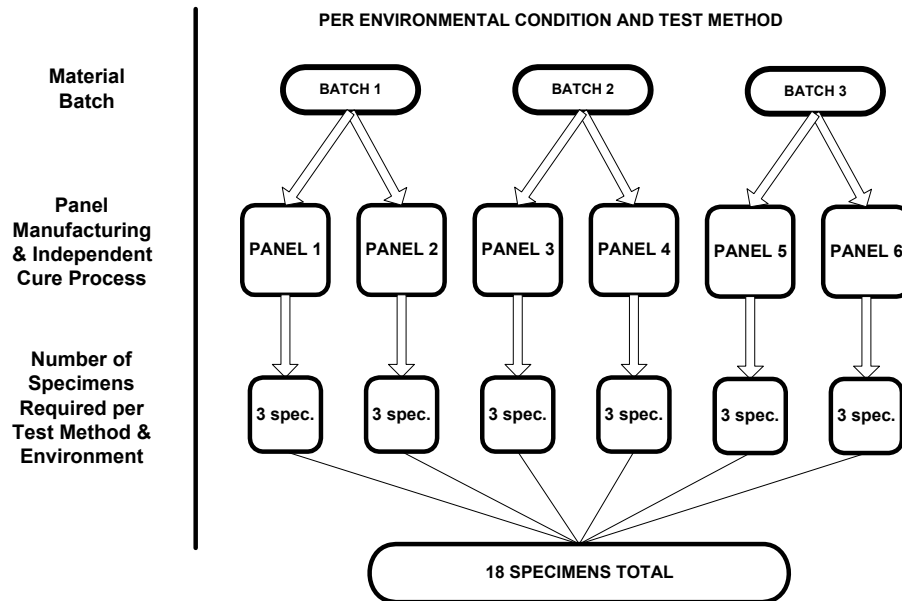 PER ENVIRONMENTAL CONDITION AND TEST METHOD
Material
Batch
BATCH 1
BATCH 2
BATCH 3
Panel
Manufacturing
& Independent
Cure Process
PANEL 1
PANEL 2
PANEL 3
PANEL 4
PANEL 5
PANEL 6
Number of
Specimens
Required per
Test Method &
Environment
3 spec.
3 spec.
3 spec.
3 spec.
3 spec.
3 spec.
18 SPECIMENS TOTAL